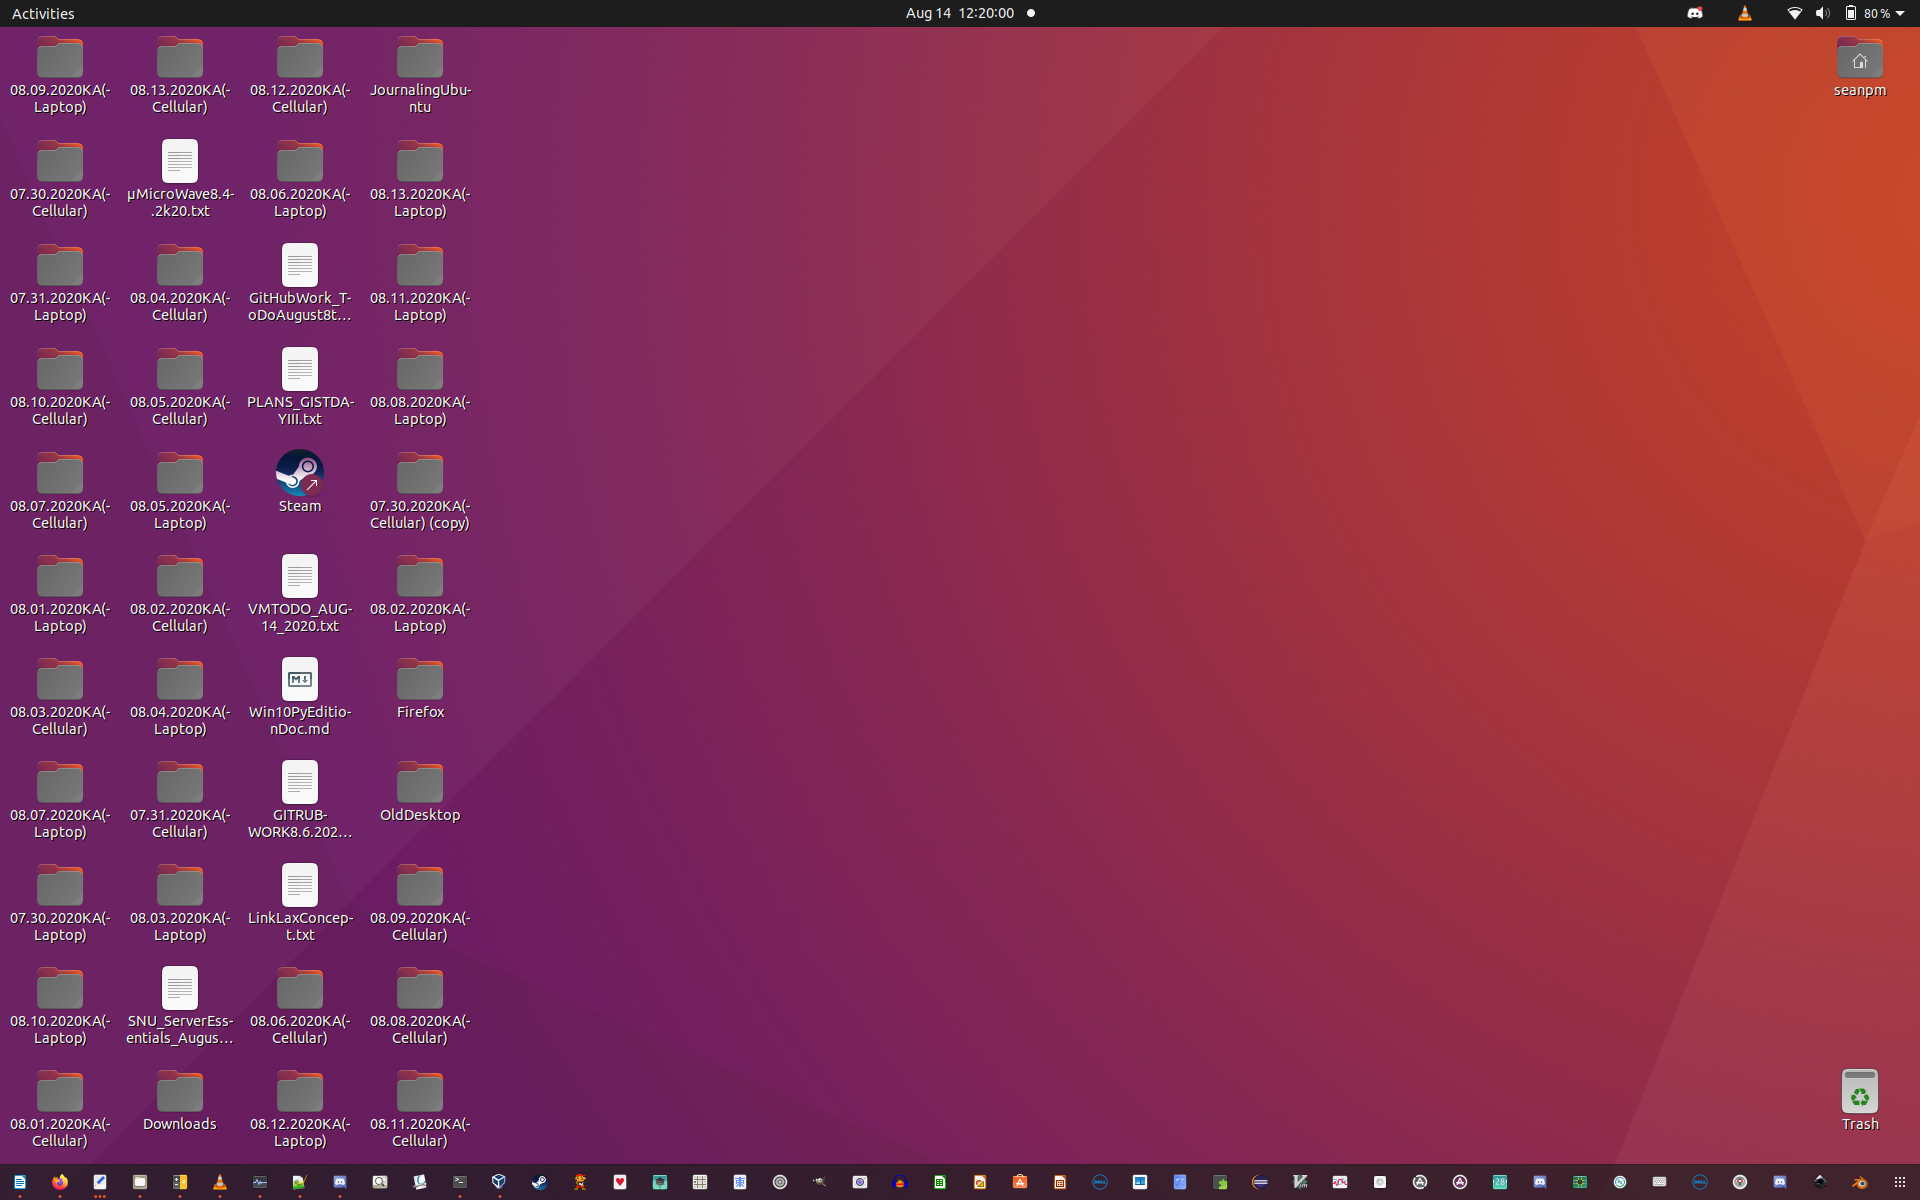 Activities
Aug 14 12:20:00
80 %
08.09.2020KA(-
Laptop)
08.13.2020KA(-
Cellular)
08.12.2020KA(-
Cellular)
JournalingUbu-
ntu
seanpm
07.30.2020KA(-
Cellular)
µMicroWave8.4-
.2k20.txt
08.06.2020KA(-
Laptop)
08.13.2020KA(-
Laptop)
07.31.2020KA(-
Laptop)
08.04.2020KA(-
Cellular)
GitHubWork_T-
oDoAugust8t...
08.11.2020KA(-
Laptop)
08.10.2020KA(-
Cellular)
08.05.2020KA(-
Cellular)
PLANS_GISTDA-
YIII.txt
08.08.2020KA(-
Laptop)
08.07.2020KA(-
Cellular)
08.05.2020KA(-
Laptop)
Steam
07.30.2020KA(-
Cellular) (copy)
08.01.2020KA(-
Laptop)
08.02.2020KA(-
Cellular)
VMTODO_AUG-
14_2020.txt
08.02.2020KA(-
Laptop)
08.03.2020KA(-
Cellular)
08.04.2020KA(-
Laptop)
Win10PyEditio-
nDoc.md
Firefox
08.07.2020KA(-
Laptop)
07.31.2020KA(-
Cellular)
GITRUB-
WORK8.6.202...
OldDesktop
07.30.2020KA(-
Laptop)
08.03.2020KA(-
Laptop)
LinkLaxConcep-
t.txt
08.09.2020KA(-
Cellular)
08.10.2020KA(-
Laptop)
SNU_ServerEss-
entials_Augus...
08.06.2020KA(-
Cellular)
08.08.2020KA(-
Cellular)
08.01.2020KA(-
Cellular)
Downloads
08.12.2020KA(-
Laptop)
08.11.2020KA(-
Cellular)
Trash